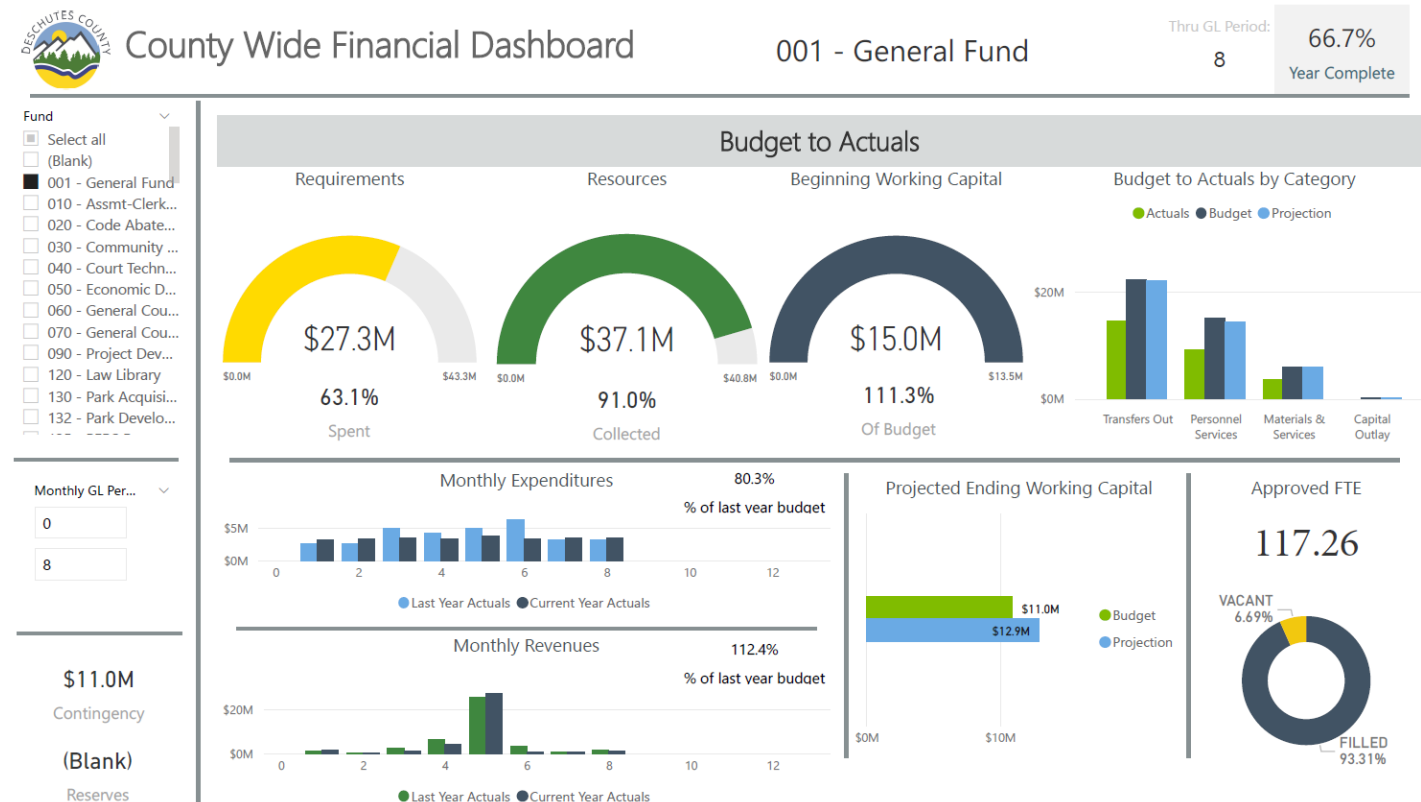 DESCHUTES COUNTY
County Wide Financial Dashboard
001 - General Fund
Thru GL Period:
8
66.7%
Year Complete
Fund
Select all
(Blank)
001 - General Fund
010 - Assmt-Clerk...
020 - Code Abate...
030 - Community ...
040 - Court Techn...
050 - Economic D...
060 - General Cou...
070 - General Cou...
090 - Project Dev...
120 - Law Library
130 - Park Acquisi...
132 - Park Develo...
Monthly GL Per...
0
8
$11.0M
Contingency
(Blank)
Reserves
Budget to Actuals
Requirements
$27.3M
$0.0M
$43.3M
63.1%
Spent
Resources
$37.1M
$0.0M
$40.8M
91.0%
Collected
Beginning Working Capital
$15.0M
$0.0M
$13.5M
111.3%
Of Budget
Budget to Actuals by Category
Actuals Budget Projection
$20M
$0M
Transfers Out
Personnel
Services
Materials &
Services
Capital
Outlay
Monthly Expenditures
80.3%
% of last year budget
$5M
$0M
0 2 4 6 8 10 12
Last Year Actuals Current Year Actuals
Monthly Revenues
112.4%
% of last year budget
$20M
$0M
0 2 4 6 8 10 12
Last Year Actuals Current Year Actuals
Projected Ending Working Capital
$11.0M
$12.9M
Budget
Projection
$0M $10M
Approved FTE
117.26
VACANT
6.69%
FILLED
93.31%